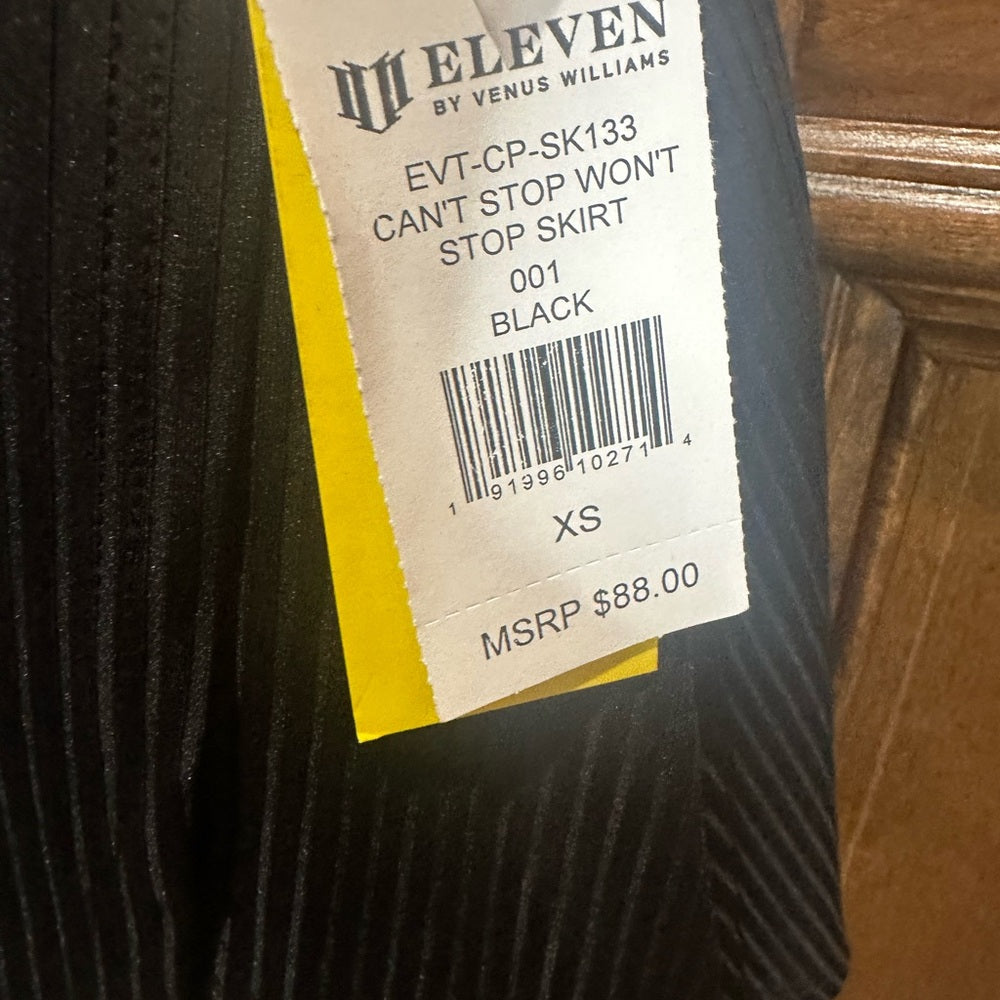 ELEVEN
BY VENUS WILLIAMS
EVT-CP-SK133
CAN'T STOP WON'T
STOP SKIRT
001
BLACK
1 91996 10271 4
XS
MSRP $88.00